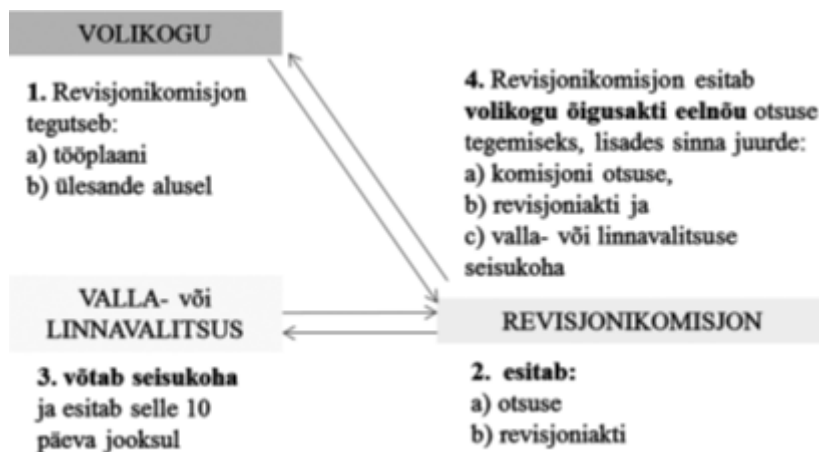 VOLIKOGU
1. Revisjonikomisjon
tegutseb:
a) tööplaani
b) ülesande alusel
4. Revisjonikomisjon esitab
volikogu õigusakti eelnõu otsuse
tegemiseks, lisades sinna juurde:
a) komisjoni otsuse,
b) revisjoniakti ja
c) valla- või linnavalitsuse
seisukoha
VALLA- või
LINNAVALITSUS
3. võtab seisukoha
ja esitab selle 10
päeva jooksul
REVISJONIKOMISJON
2. esitab:
a) otsuse
b) revisjoniakti